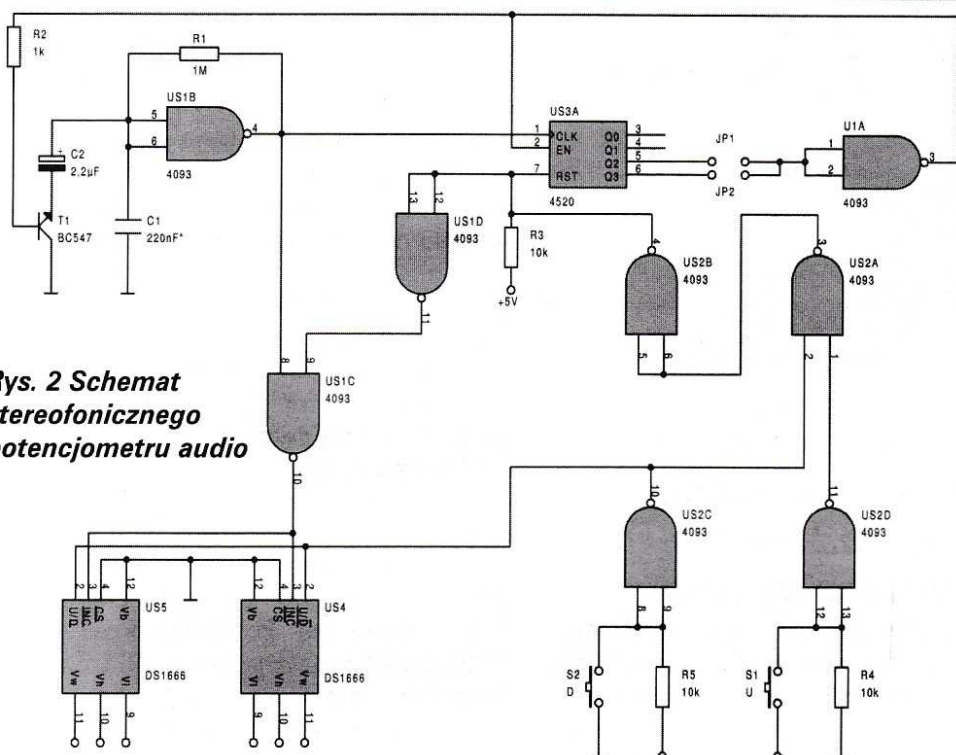 R2
1k
R1
1M
US1B
5
6
4
4093
C2
2,2µF
+
T1
BC547
C1
220nF*
US3A
1
CLK
Q0
3
2
EN
Q1
4
Q2
5
7
RST
Q3
6
4520
JP1
JP2
U1A
1
2
3
4093
13
12
US1D
4093
11
R3
10k
+5V
4
US2B
4093
5
6
3
US2A
4093
2
1
8
9
US1C
4093
10
Rys. 2 Schemat
stereofonicznego
potencjometru audio
10
US2C
4093
8
9
11
US2D
4093
12
13
S2
D
R5
10k
S1
U
R4
10k
2
3
4
12
U/D
INC
CS
Vb
US5
DS1666
Vw
Vh
Vl
11
10
9
12
4
3
2
Vb
CS
INC
U/D
US4
DS1666
Vl
Vh
Vw
9
10
11